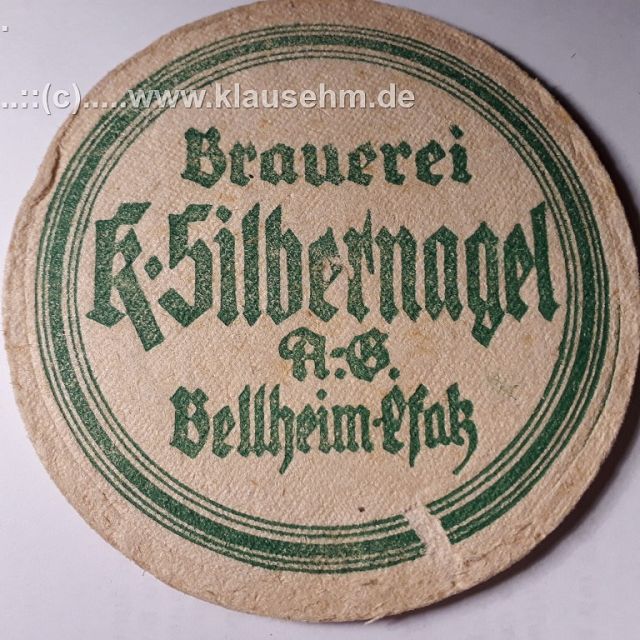 ..::(c).....www.klausehm.de
Brauerei
K. Silbernagel
A.-G.
Bellheim-Pfalz